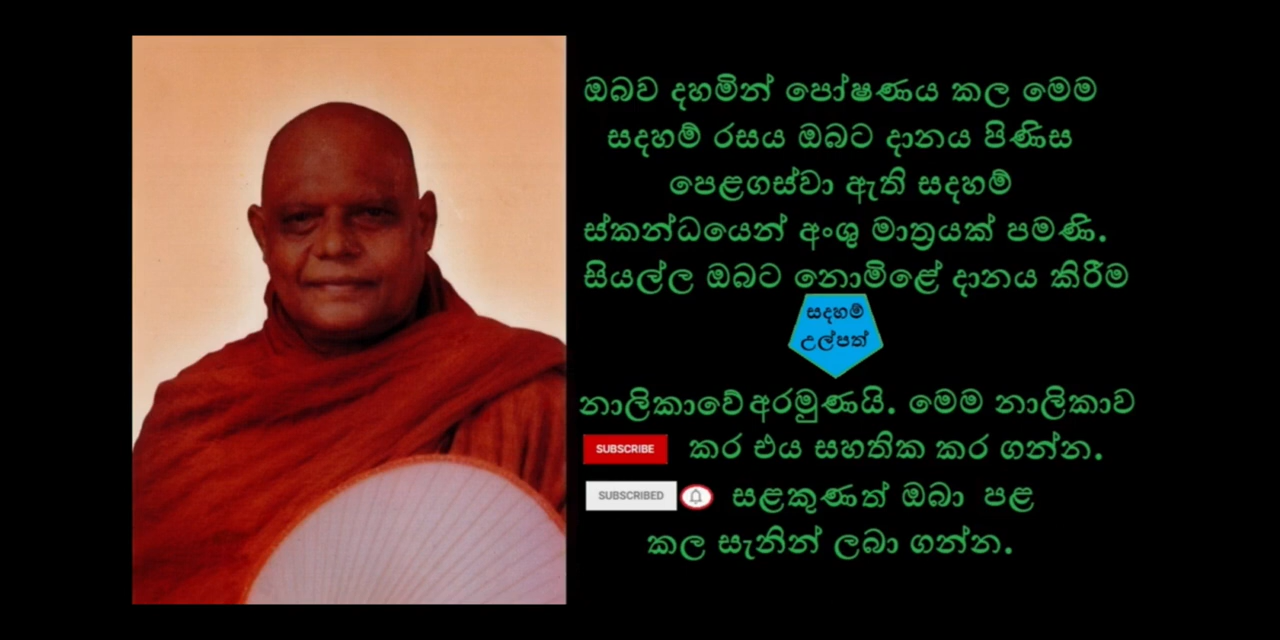 ඔබව දහමින් පෝෂණය කල මෙම
සදහම් රසය ඔබට දානය පිණිස
පෙළගස්වා ඇති සදහම්
ස්කන්ධයෙන් අංශු මාත්‍රයක් පමණි.
සියල්ල ඔබට නොමිළේ දානය කිරීම
සදහම්
උල්පත්
නාලිකාවේ අරමුණයි. මෙම නාලිකාව
SUBSCRIBE කර එය සහතික කර ගන්න.
SUBSCRIBED සළකුණත් ඔබා පළ
කල සැනින් ලබා ගන්න.